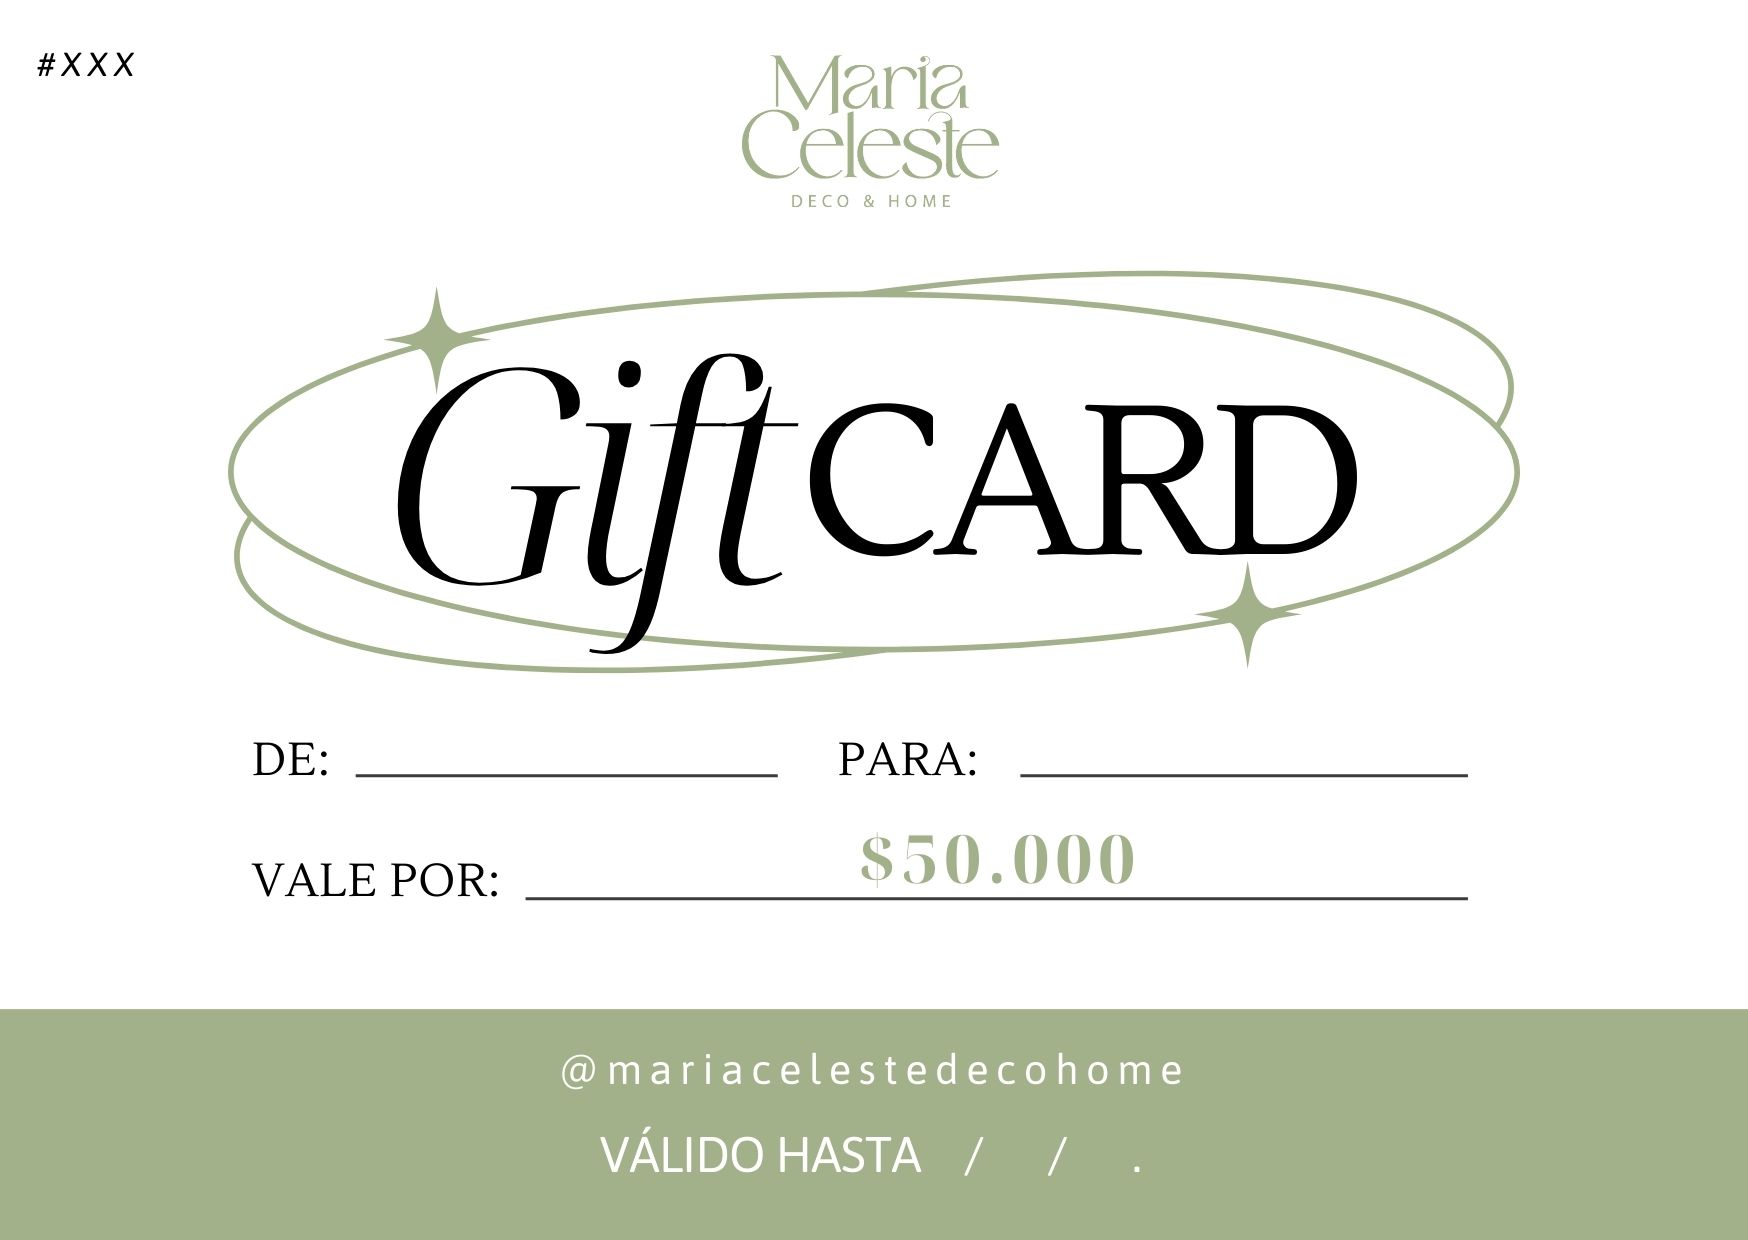 #XXX
Maria
Celeste
DECO & HOME
Gift CARD
DE: PARA:
VALE POR: $50.000
@mariacelestedecohome
VÁLIDO HASTA / / .